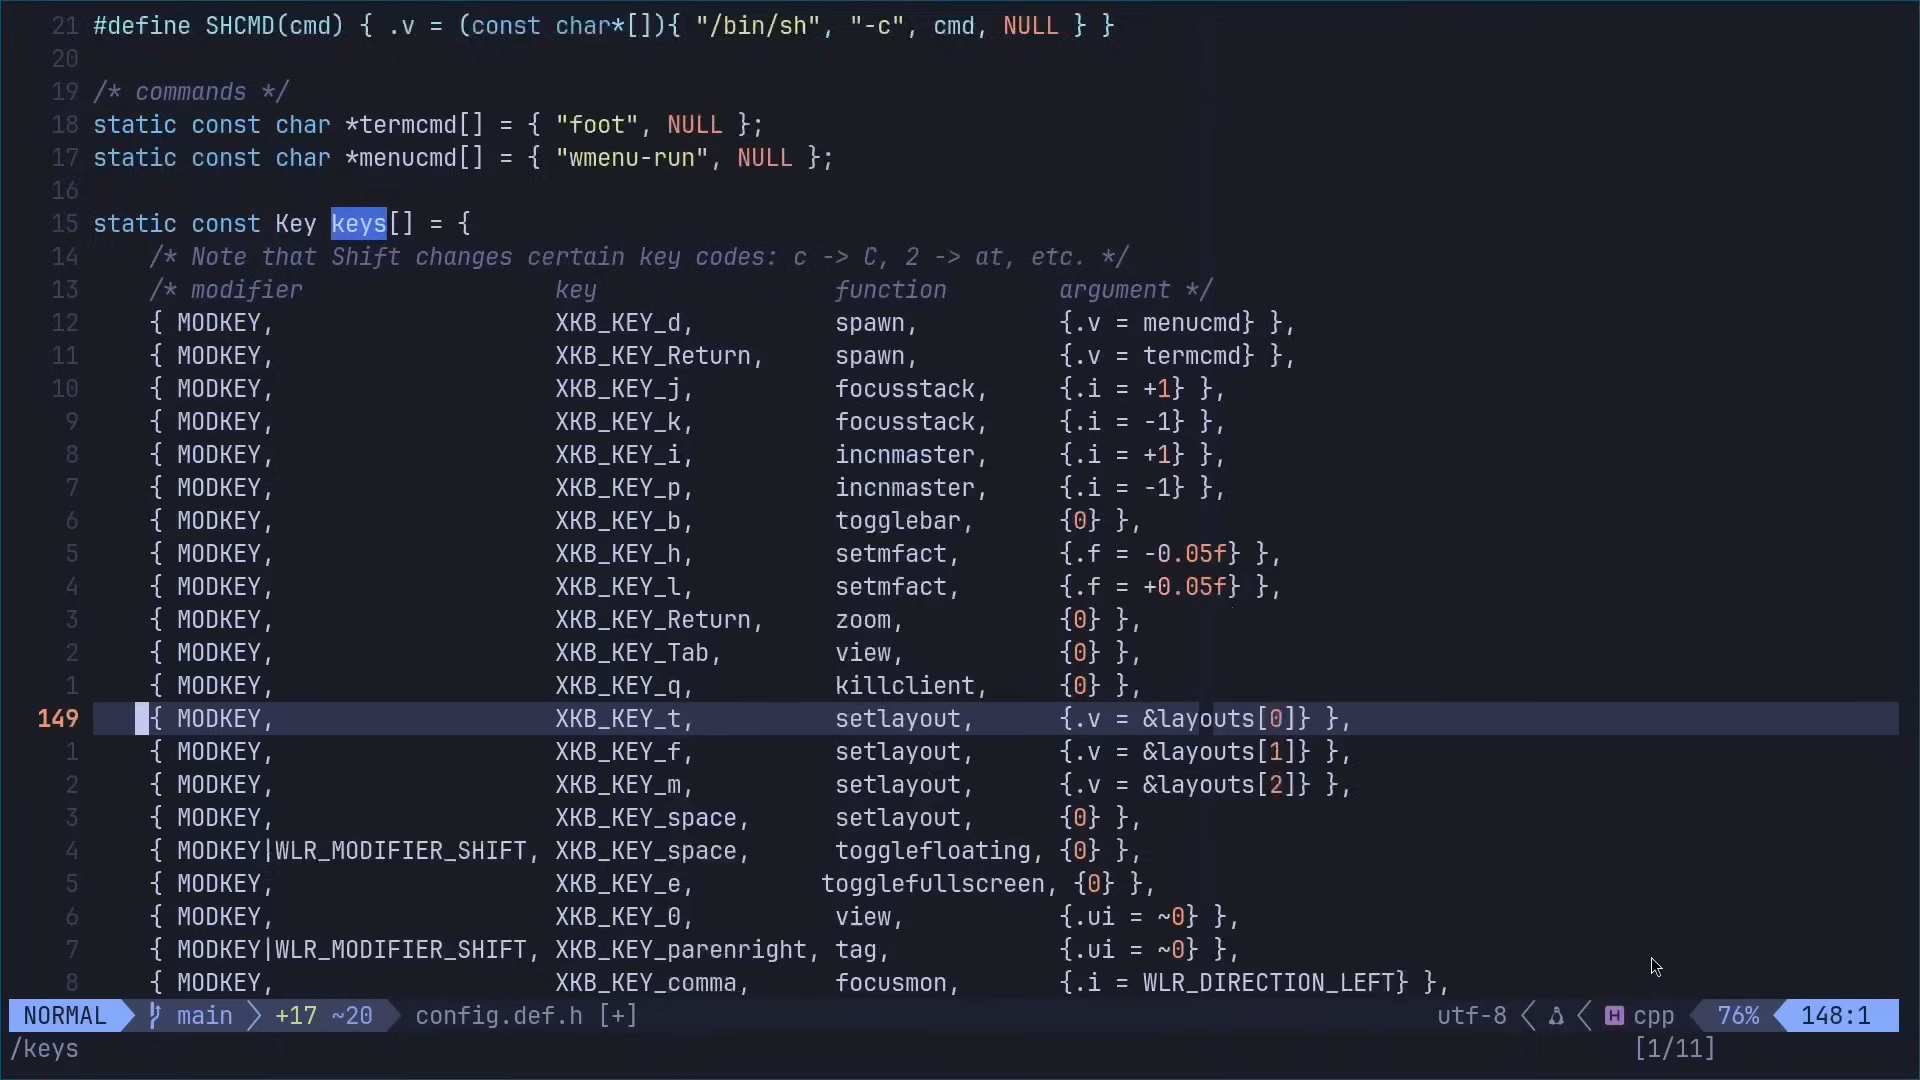 21 #define SHCMD(cmd) { .v = (const char*[]){ "/bin/sh", "-c", cmd, NULL } }
20
19 /* commands */
18 static const char *termcmd[] = { "foot", NULL };
17 static const char *menucmd[] = { "wmenu-run", NULL };
16
15 static const Key keys[] = {
14     /* Note that Shift changes certain key codes: c -> C, 2 -> at, etc. */
13     /* modifier                  key                 function        argument */
12     { MODKEY,                    XKB_KEY_d,          spawn,          {.v = menucmd} },
11     { MODKEY,                    XKB_KEY_Return,     spawn,          {.v = termcmd} },
10     { MODKEY,                    XKB_KEY_j,          focusstack,     {.i = +1} },
9     { MODKEY,                    XKB_KEY_k,          focusstack,     {.i = -1} },
8     { MODKEY,                    XKB_KEY_i,          incnmaster,     {.i = +1} },
7     { MODKEY,                    XKB_KEY_p,          incnmaster,     {.i = -1} },
6     { MODKEY,                    XKB_KEY_b,          togglebar,      {0} },
5     { MODKEY,                    XKB_KEY_h,          setmfact,       {.f = -0.05f} },
4     { MODKEY,                    XKB_KEY_l,          setmfact,       {.f = +0.05f} },
3     { MODKEY,                    XKB_KEY_Return,     zoom,           {0} },
2     { MODKEY,                    XKB_KEY_Tab,        view,           {0} },
1     { MODKEY,                    XKB_KEY_q,          killclient,     {0} },
149     { MODKEY,                    XKB_KEY_t,          setlayout,      {.v = &layouts[0]} },
1     { MODKEY,                    XKB_KEY_f,          setlayout,      {.v = &layouts[1]} },
2     { MODKEY,                    XKB_KEY_m,          setlayout,      {.v = &layouts[2]} },
3     { MODKEY,                    XKB_KEY_space,      setlayout,      {0} },
4     { MODKEY|WLR_MODIFIER_SHIFT, XKB_KEY_space,      togglefloating, {0} },
5     { MODKEY,                    XKB_KEY_e,         togglefullscreen, {0} },
6     { MODKEY,                    XKB_KEY_0,          view,           {.ui = ~0} },
7     { MODKEY|WLR_MODIFIER_SHIFT, XKB_KEY_parenright, tag,            {.ui = ~0} },
8     { MODKEY,                    XKB_KEY_comma,      focusmon,       {.i = WLR_DIRECTION_LEFT} },
NORMAL main +17 ~20 config.def.h [+] utf-8 H cpp 76% 148:1
/keys [1/11]